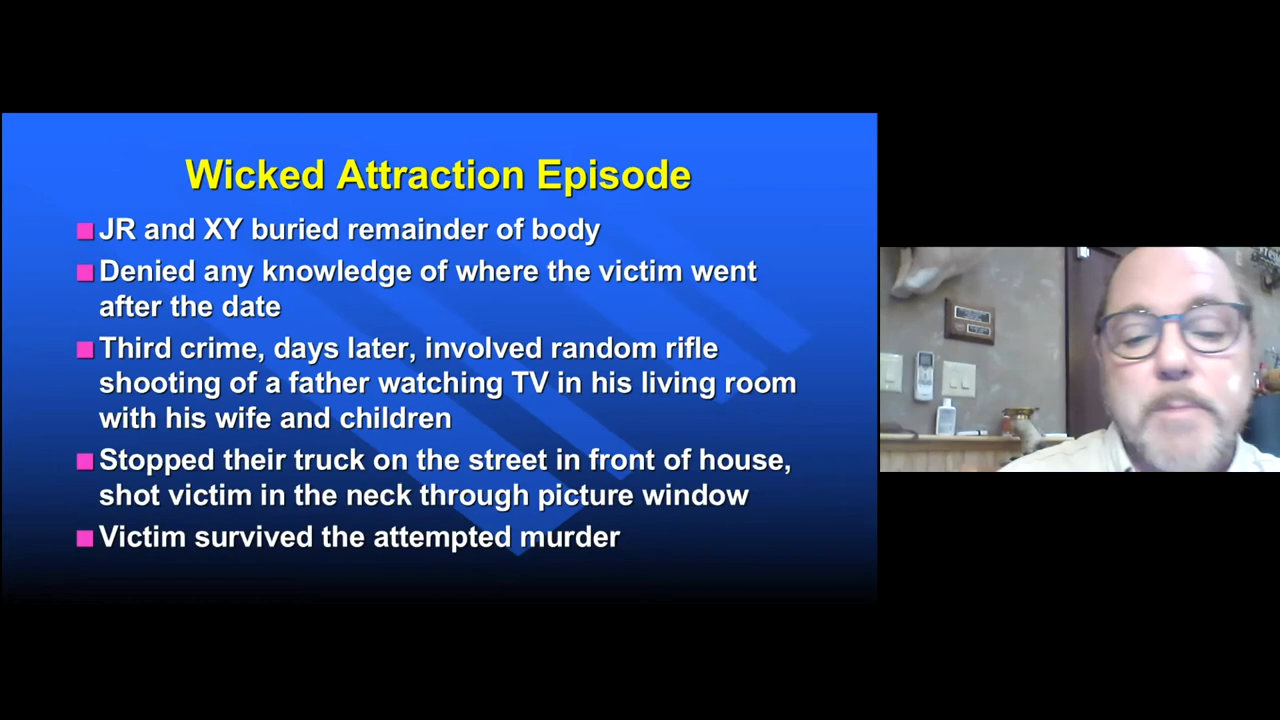 Wicked Attraction Episode
JR and XY buried remainder of body
Denied any knowledge of where the victim went
after the date
Third crime, days later, involved random rifle
shooting of a father watching TV in his living room
with his wife and children
Stopped their truck on the street in front of house,
shot victim in the neck through picture window
Victim survived the attempted murder